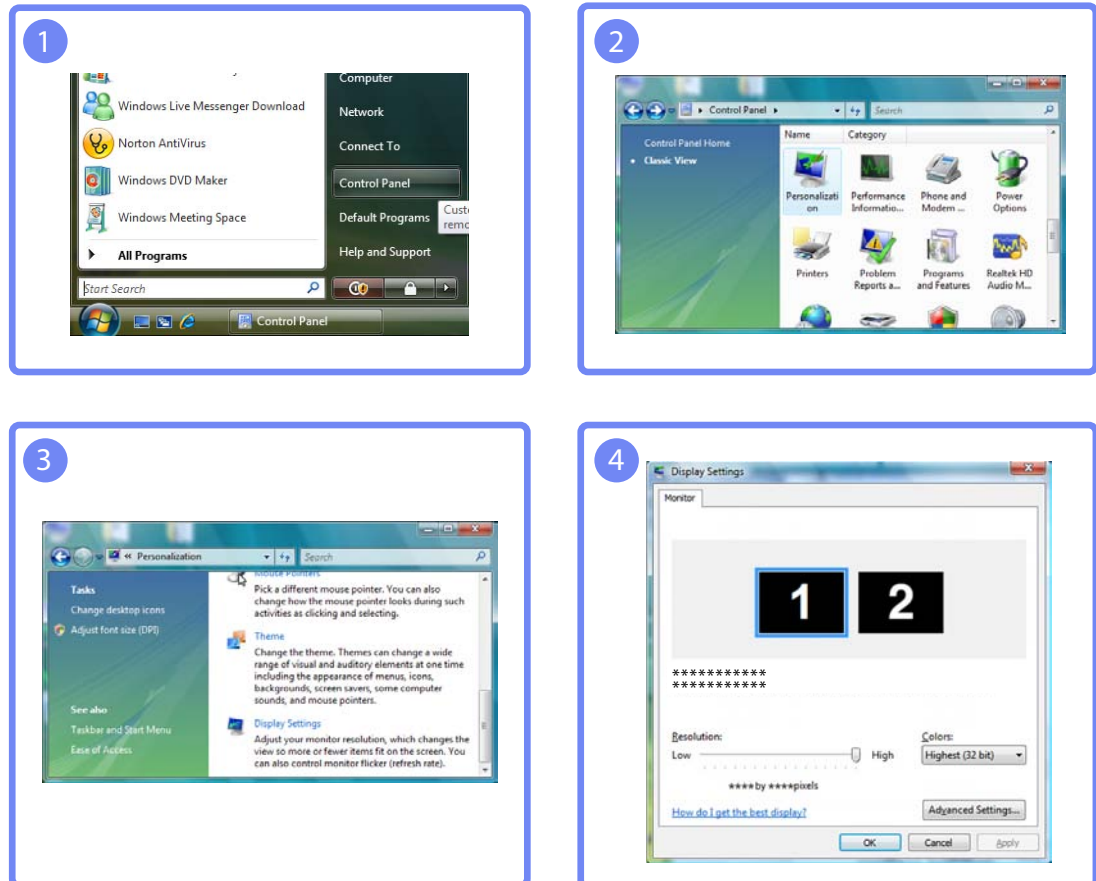 1
Computer
Windows Live Messenger Download
Network
Norton AntiVirus
Connect To
Windows DVD Maker
Control Panel
Windows Meeting Space
Default Programs
All Programs
Help and Support
Start Search
Control Panel
2
Control Panel
Search
Control Panel Home
Classic View
Name Category
Personalizati
on
Performance
Informatio...
Phone and
Modem ...
Power
Options
Printers
Problem
Reports a...
Programs
and Features
Realtek HD
Audio M...
3
« Personalization
Search
Tasks
Change desktop icons
Adjust font size (DPI)
See also
Taskbar and Start Menu
Ease of Access
Mouse Pointers
Pick a different mouse pointer. You can also
change how the mouse pointer looks during such
activities as clicking and selecting.
Theme
Change the theme. Themes can change a wide
range of visual and auditory elements at one time
including the appearance of menus, icons,
backgrounds, screen savers, some computer
sounds, and mouse pointers.
Display Settings
Adjust your monitor resolution, which changes the
view so more or fewer items fit on the screen. You
can also control monitor flicker (refresh rate).
4
Display Settings
Monitor
1 2
***********
***********
Resolution:
Low High
****by ****pixels
Colors:
Highest (32 bit)
How do I get the best display?
Advanced Settings...
OK Cancel Apply